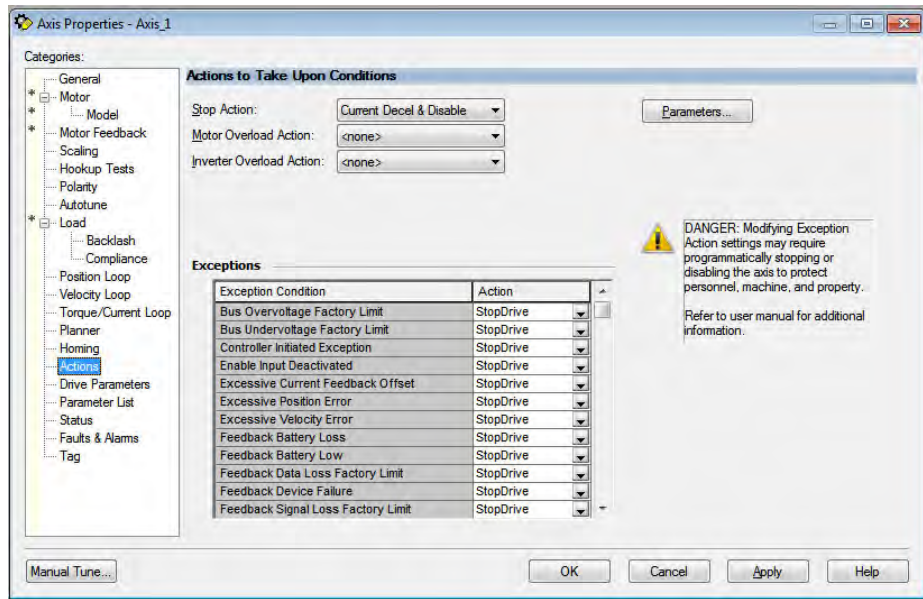 Axis Properties - Axis_1
Categories:
General
* Motor
* Model
* Motor Feedback
Scaling
Hookup Tests
Polarity
Autotune
* Load
Backlash
Compliance
Position Loop
Velocity Loop
Torque/Current Loop
Planner
Homing
Actions
Drive Parameters
Parameter List
Status
Faults & Alarms
Tag
Actions to Take Upon Conditions
Stop Action: Current Decel & Disable
Parameters...
Motor Overload Action: <none>
Inverter Overload Action: <none>
DANGER: Modifying Exception
Action settings may require
programmatically stopping or
disabling the axis to protect
personnel, machine, and property.
Refer to user manual for additional
information.
Exceptions
Exception Condition Action
Bus Overvoltage Factory Limit StopDrive
Bus Undervoltage Factory Limit StopDrive
Controller Initiated Exception StopDrive
Enable Input Deactivated StopDrive
Excessive Current Feedback Offset StopDrive
Excessive Position Error StopDrive
Excessive Velocity Error StopDrive
Feedback Battery Loss StopDrive
Feedback Battery Low StopDrive
Feedback Data Loss Factory Limit StopDrive
Feedback Device Failure StopDrive
Feedback Signal Loss Factory Limit StopDrive
Manual Tune... OK Cancel Apply Help